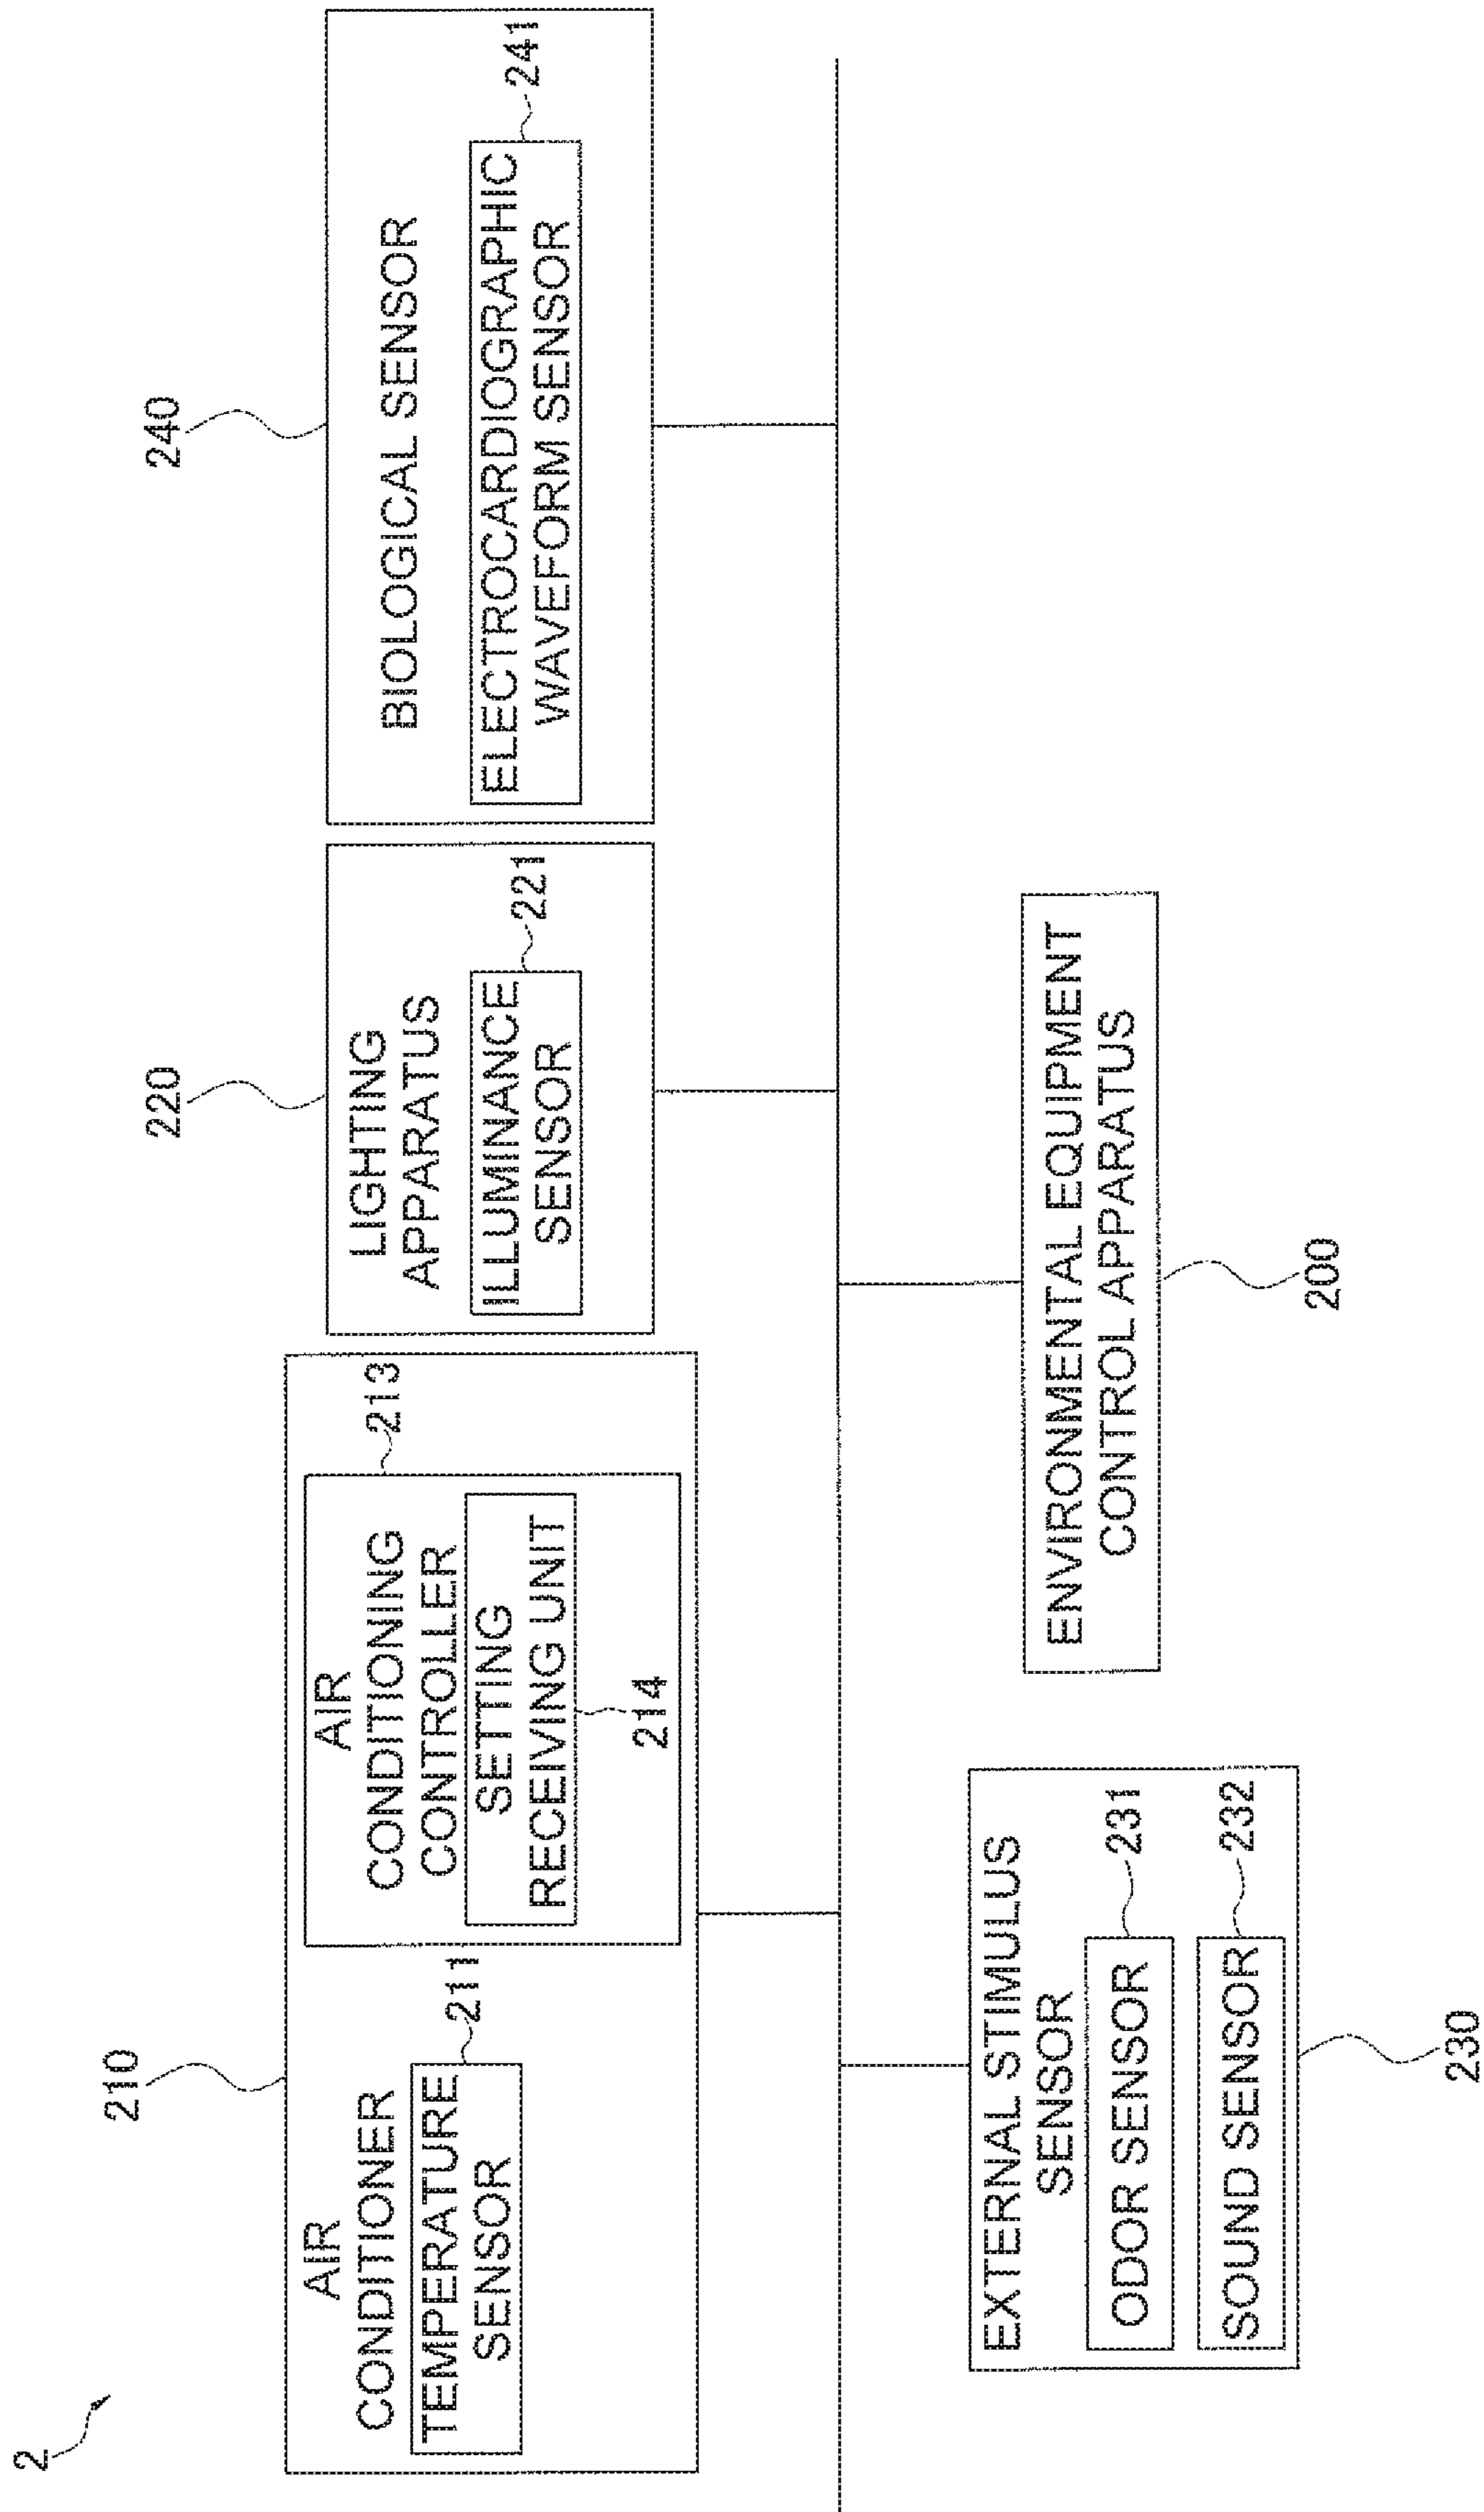 2
210
AIR
CONDITIONER
TEMPERATURE
SENSOR
211
AIR
CONDITIONING
CONTROLLER
213
SETTING
RECEIVING UNIT
214
220
LIGHTING
APPARATUS
ILLUMINANCE
SENSOR
221
240
BIOLOGICAL SENSOR
ELECTROCARDIOGRAPHIC
WAVEFORM SENSOR
241
EXTERNAL STIMULUS
SENSOR
ODOR SENSOR
231
SOUND SENSOR
232
230
ENVIRONMENTAL EQUIPMENT
CONTROL APPARATUS
200